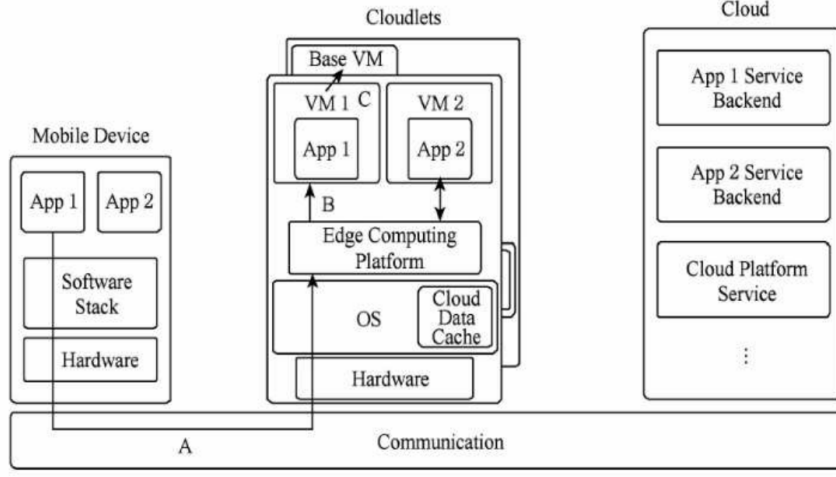 Cloudlets
Cloud
Base VM
VM 1 C
VM 2
App 1
App 2
B
Edge Computing
Platform
OS
Cloud
Data
Cache
Hardware
Mobile Device
App 1
App 2
Software
Stack
Hardware
App 1 Service
Backend
App 2 Service
Backend
Cloud Platform
Service
⋮
A
Communication